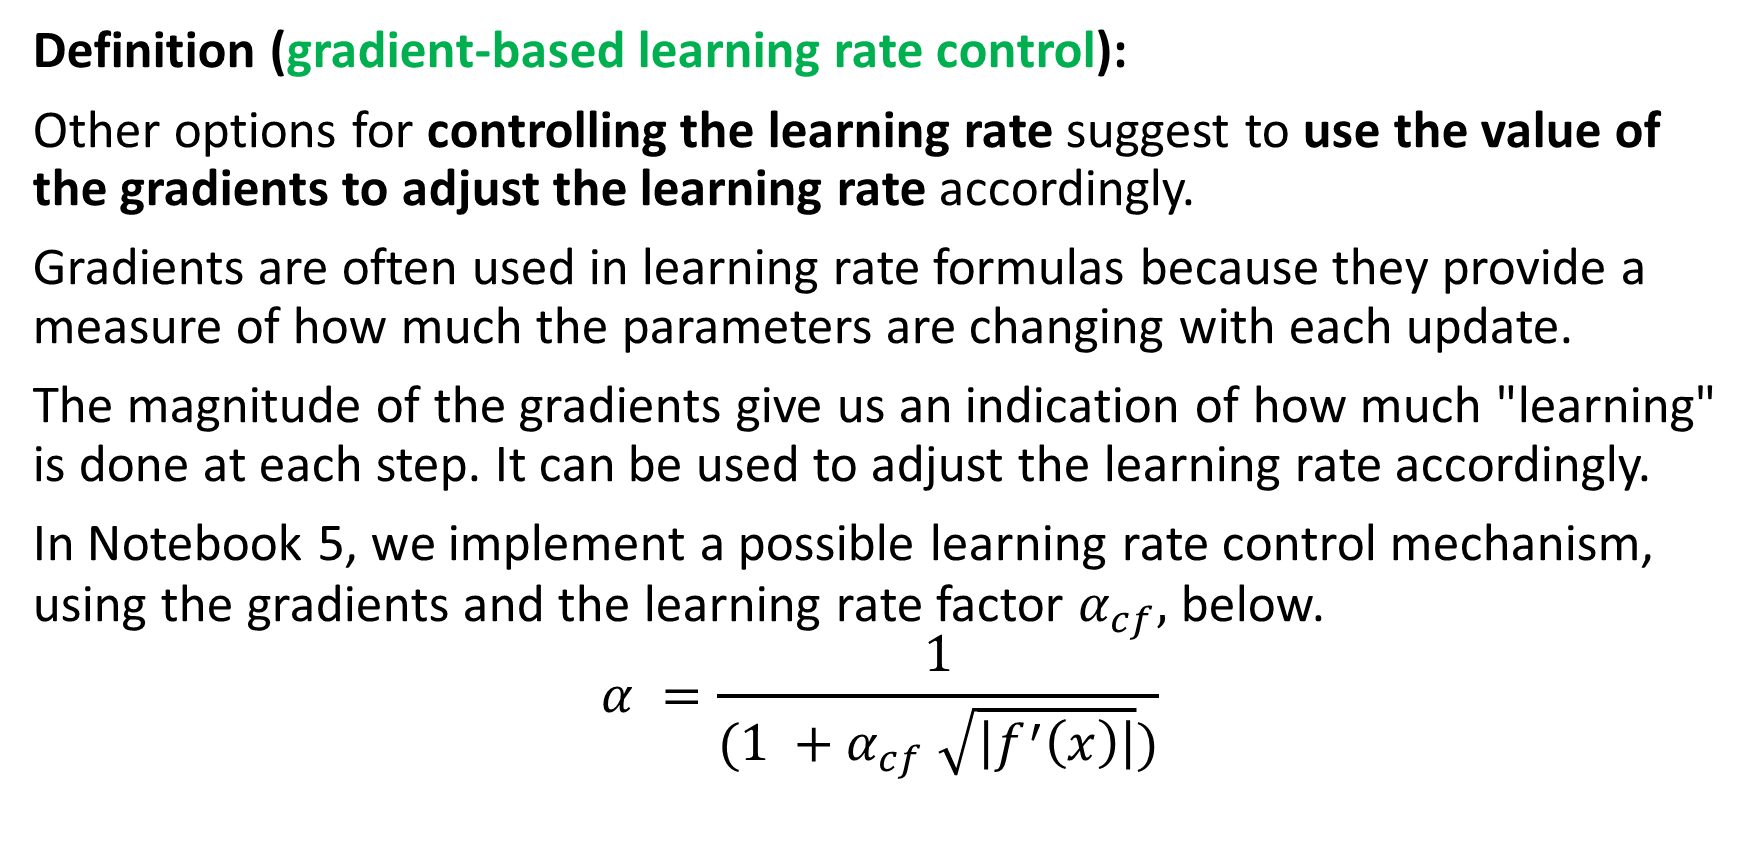 Definition (gradient-based learning rate control):
Other options for controlling the learning rate suggest to use the value of
the gradients to adjust the learning rate accordingly.
Gradients are often used in learning rate formulas because they provide a
measure of how much the parameters are changing with each update.
The magnitude of the gradients give us an indication of how much "learning"
is done at each step. It can be used to adjust the learning rate accordingly.
In Notebook 5, we implement a possible learning rate control mechanism,
using the gradients and the learning rate factor α_cf, below.
α = 1 / (1 + α_cf √|f′(x)|)